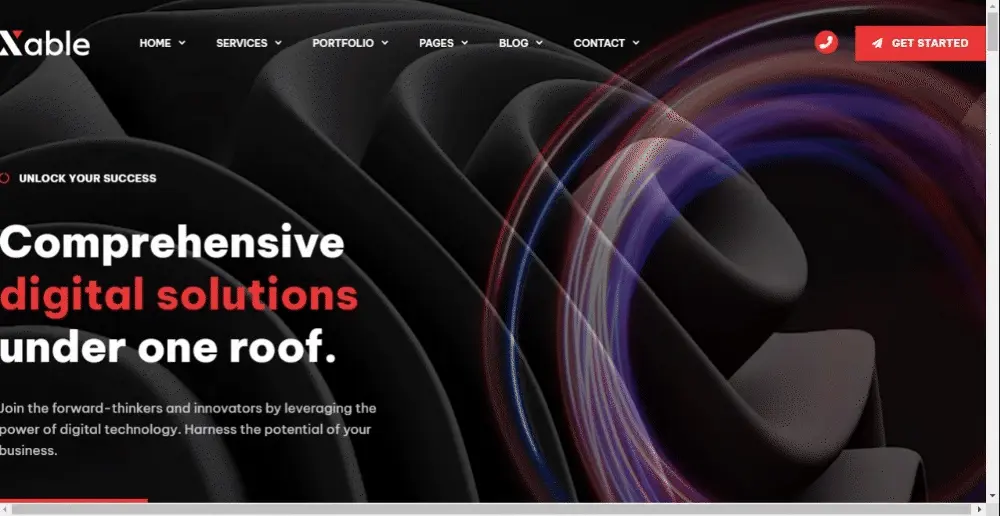 Xable
HOME
SERVICES
PORTFOLIO
PAGES
BLOG
CONTACT
GET STARTED
UNLOCK YOUR SUCCESS
Comprehensive
digital solutions
under one roof.
Join the forward-thinkers and innovators by leveraging the
power of digital technology. Harness the potential of your
business.